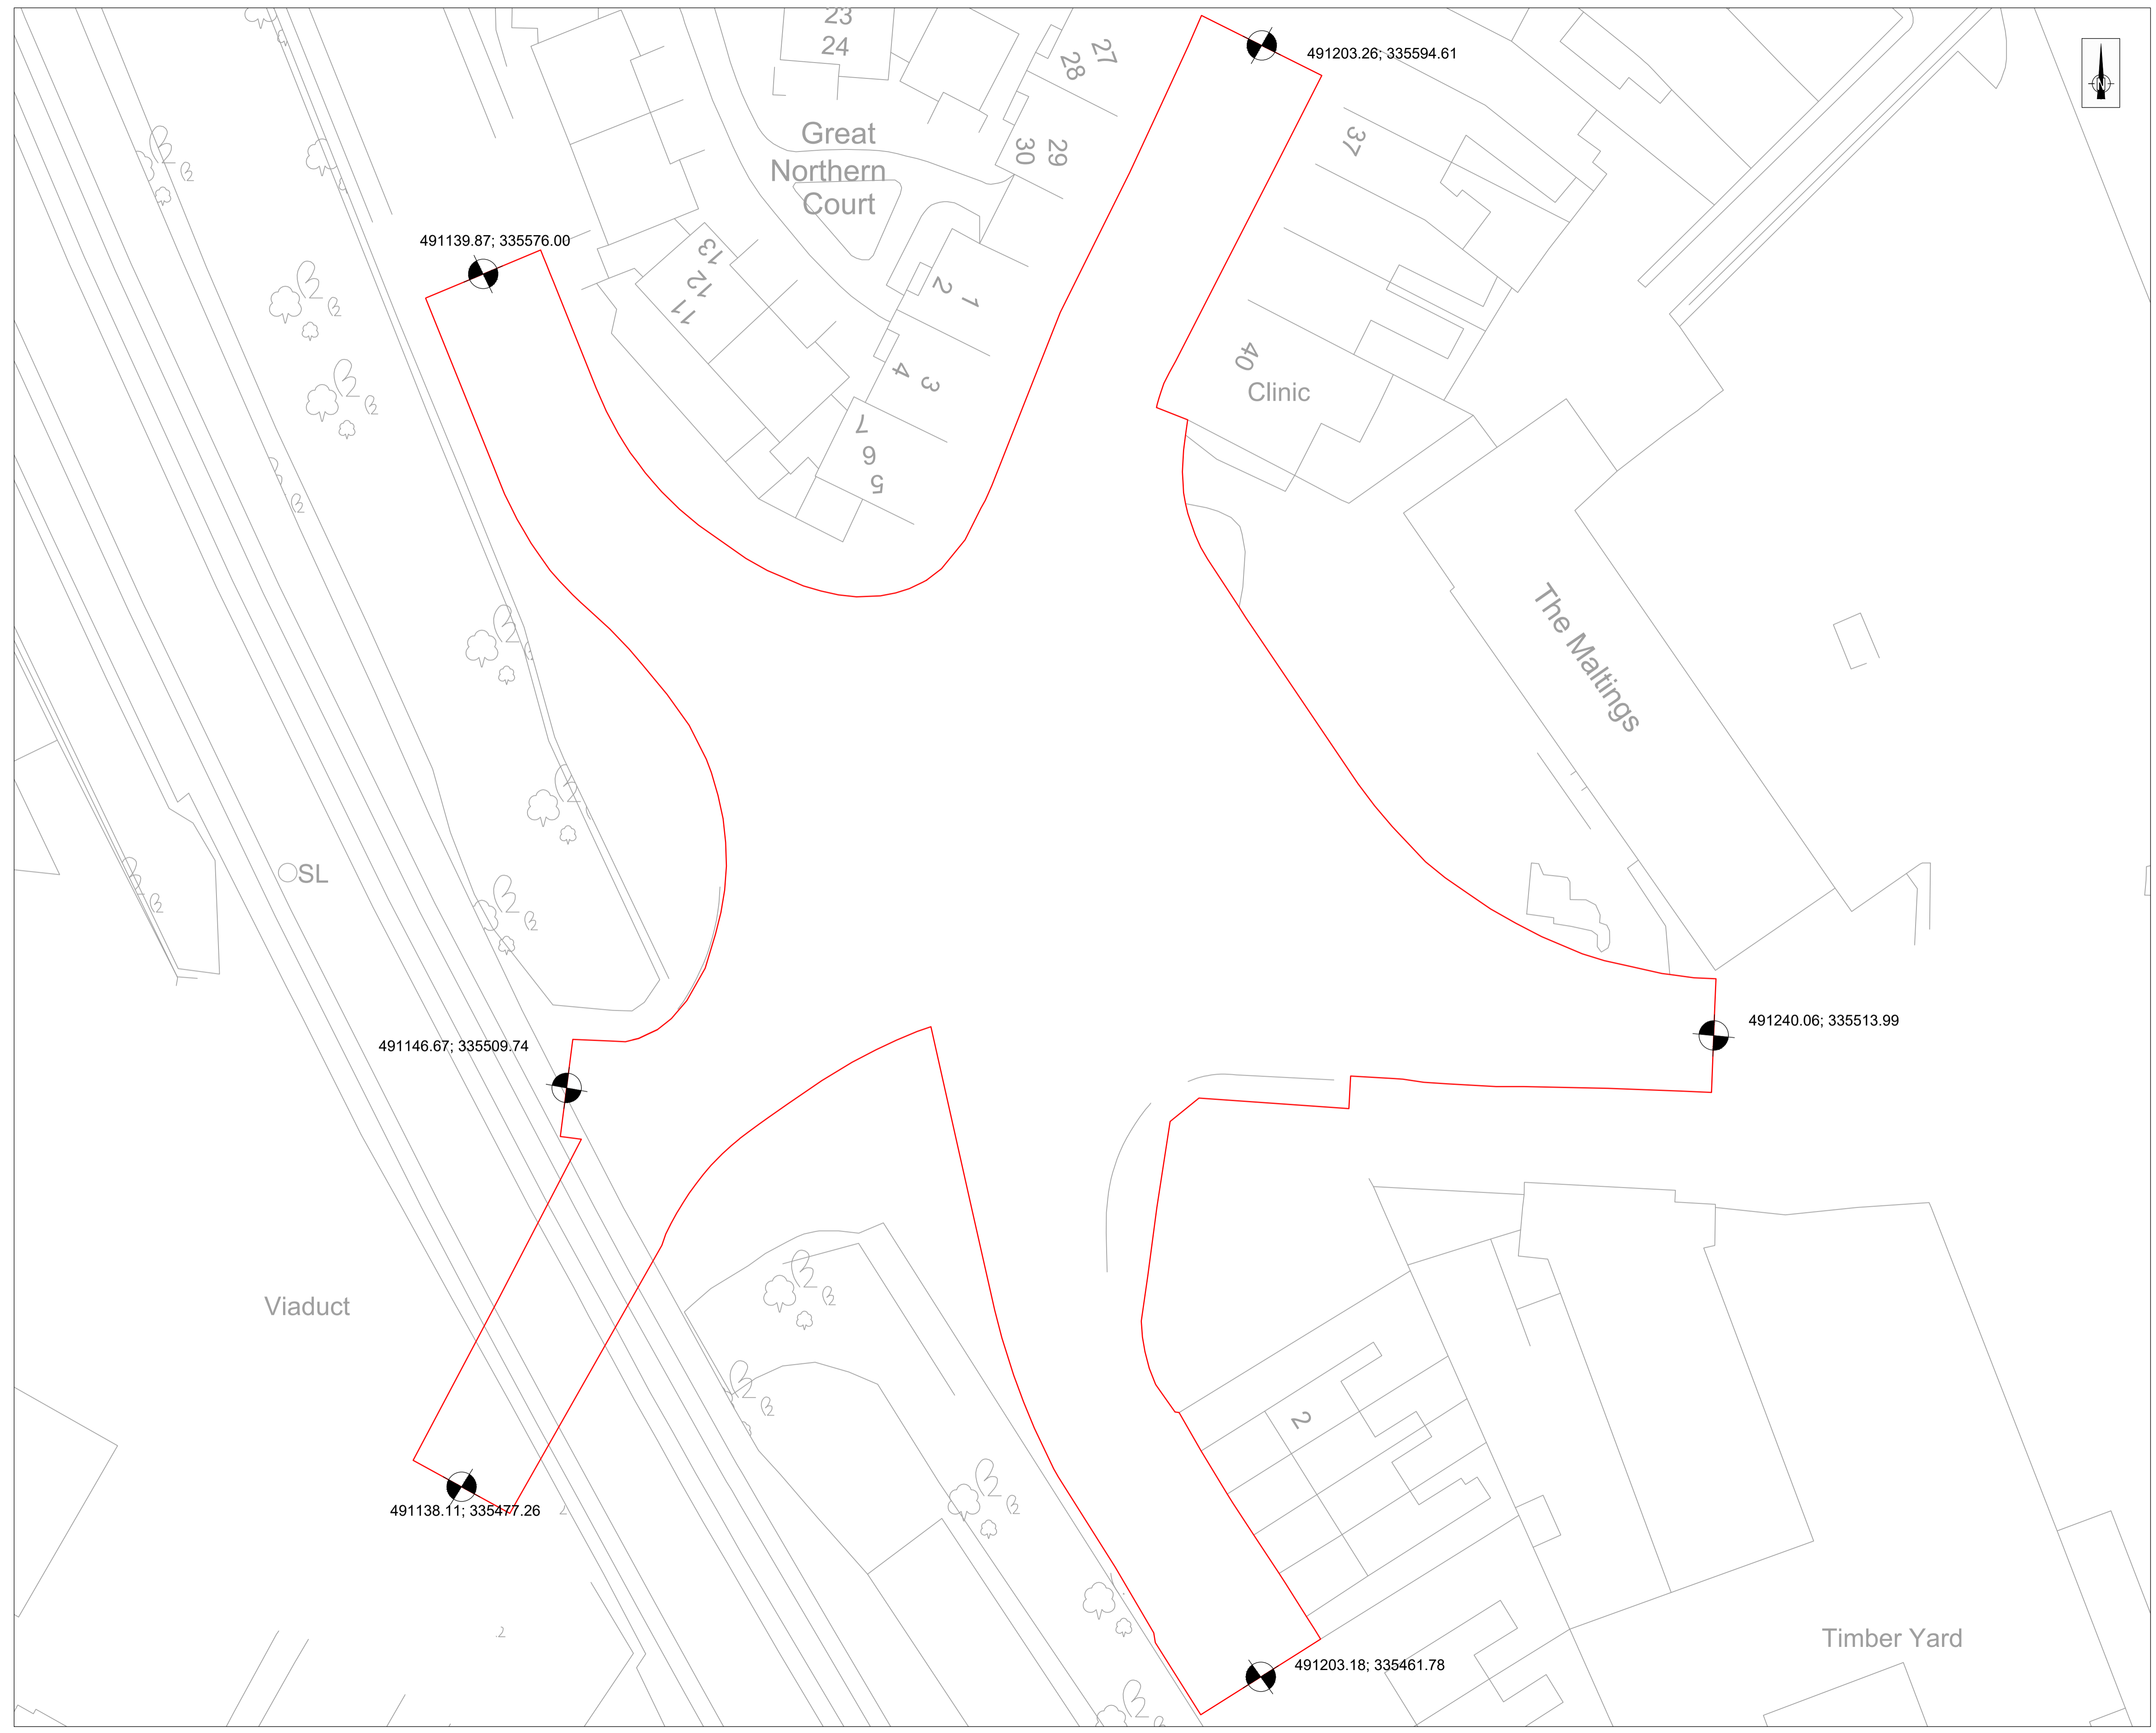 23
24
27
28
491203.26; 335594.61
N
Great
Northern
Court
29
30
37
491139.87; 335576.00
13
12
11
2
1
4
3
40
Clinic
7
6
5
The Maltings
SL
491146.67; 335509.74
491240.06; 335513.99
Viaduct
2
491138.11; 335477.26
Timber Yard
491203.18; 335461.78